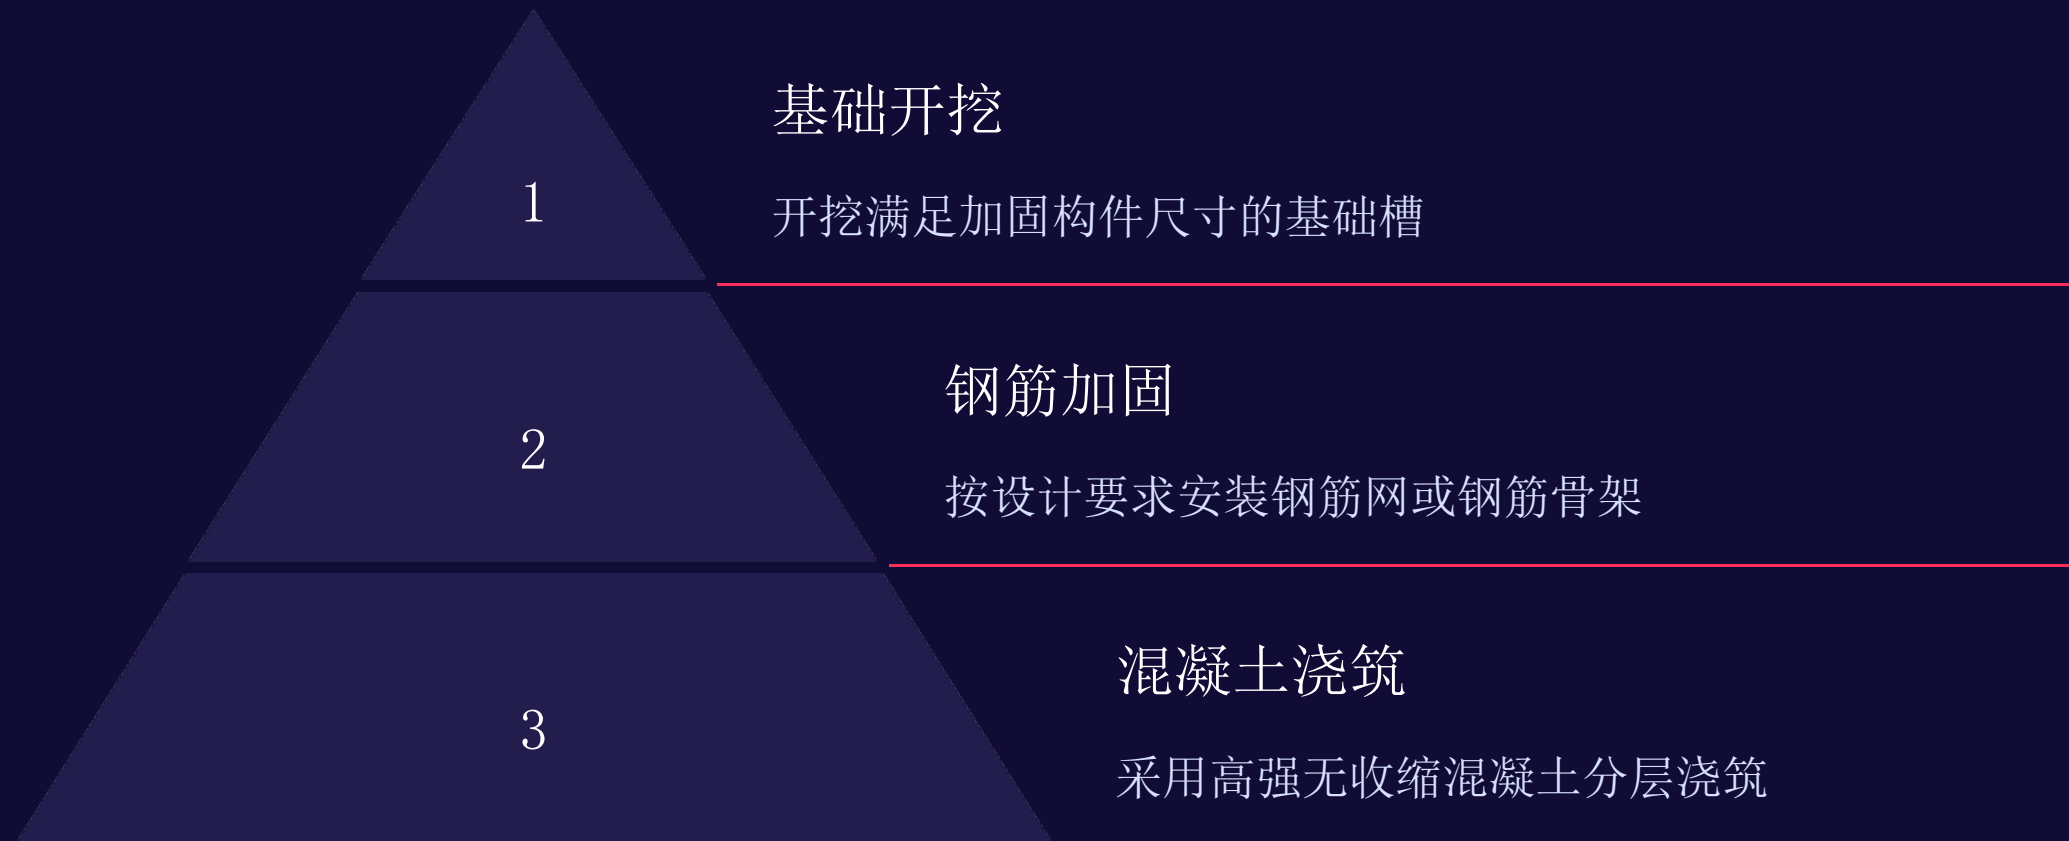 1
基础开挖
开挖满足加固构件尺寸的基础槽
2
钢筋加固
按设计要求安装钢筋网或钢筋骨架
3
混凝土浇筑
采用高强无收缩混凝土分层浇筑